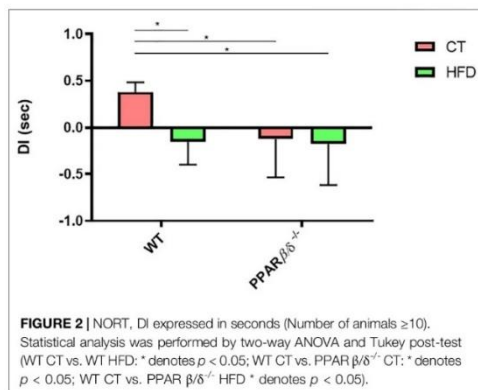 *
*
*
1.0
0.5
0.0
-0.5
-1.0
DI (sec)
CT
HFD
WT
PPARβ/δ⁻/⁻
FIGURE 2 | NORT, DI expressed in seconds (Number of animals ≥10).
Statistical analysis was performed by two-way ANOVA and Tukey post-test
(WT CT vs. WT HFD: * denotes p < 0.05; WT CT vs. PPAR β/δ⁻/⁻ CT: * denotes
p < 0.05; WT CT vs. PPAR β/δ⁻/⁻ HFD * denotes p < 0.05).